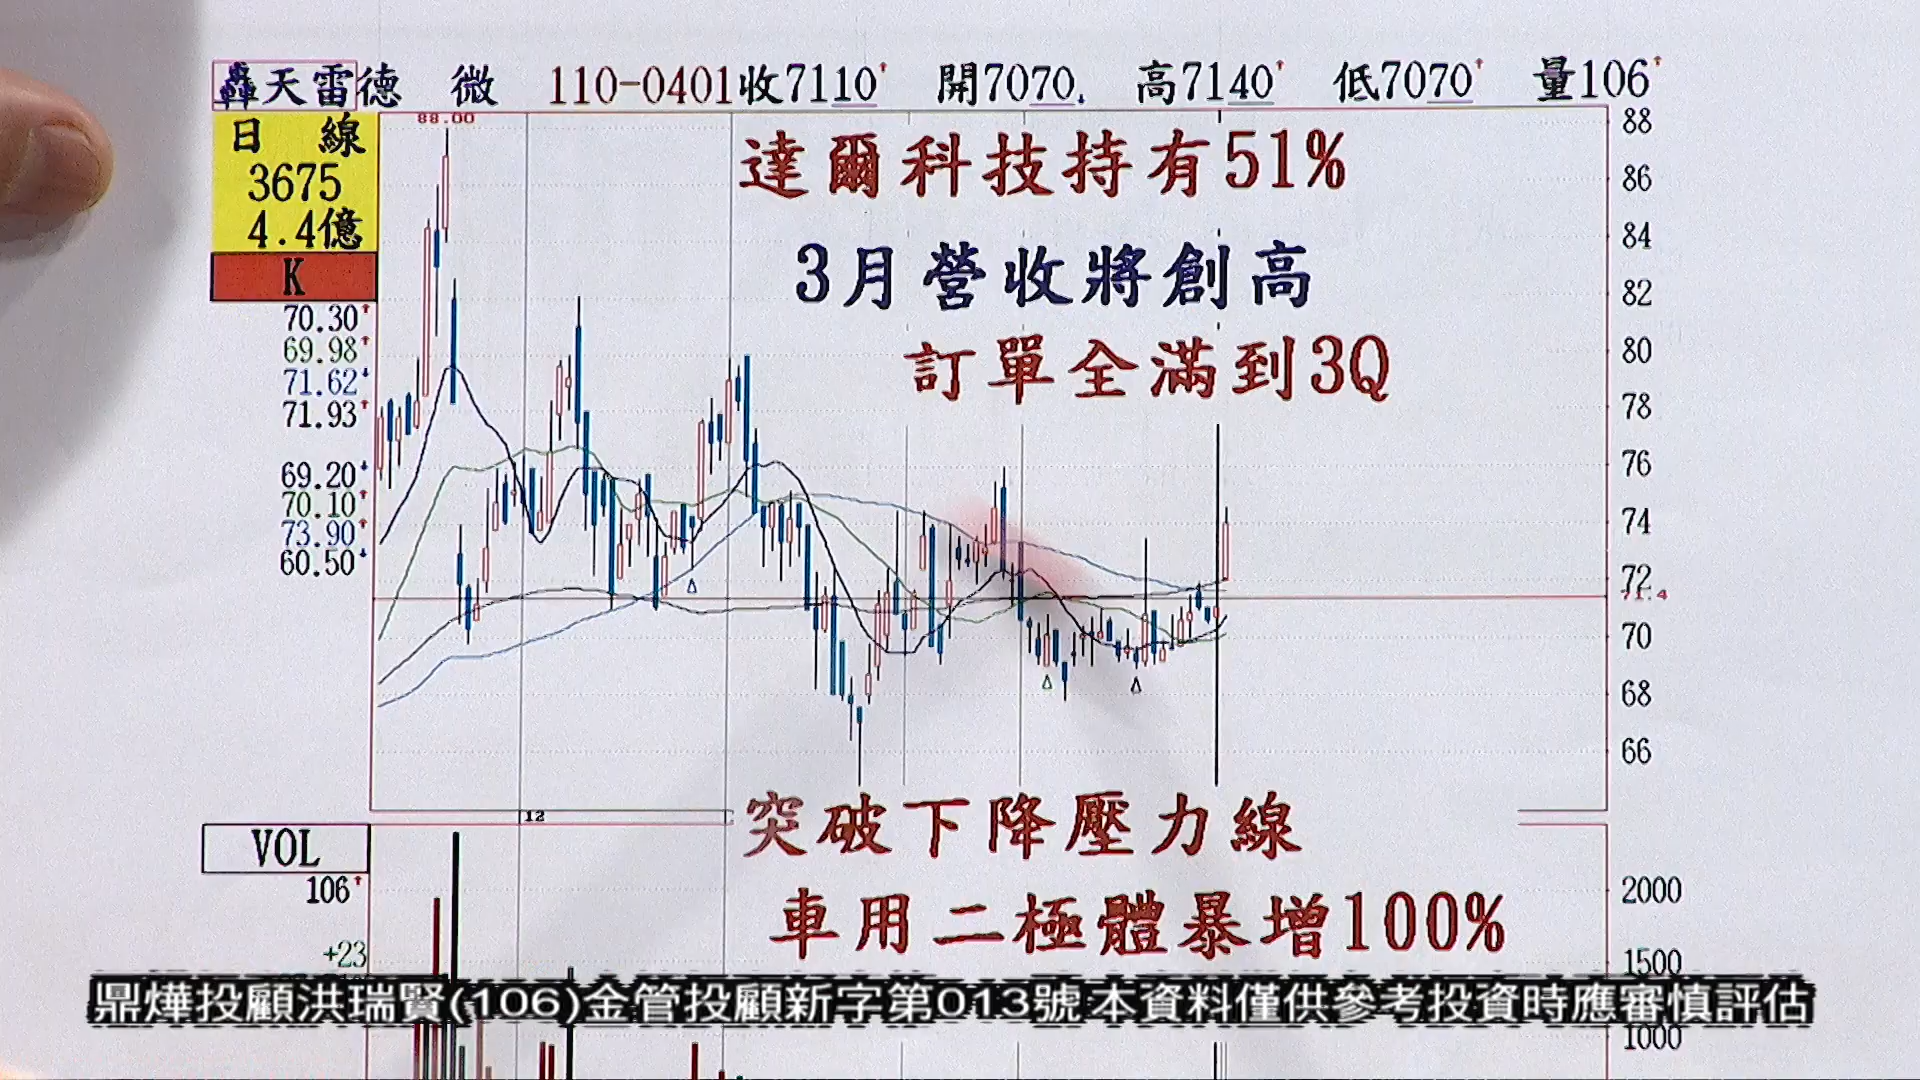 轟天雷德 微 110-0401收7110↑ 開7070. 高7140↑ 低7070↑ 量106↑
日 線
3675
4.4億
K
70.30↑
69.98↑
71.62↓
71.93↑
69.20↓
70.10↑
73.90↑
60.50↓
88.00
達爾科技持有51%
3月營收將創高
訂單全滿到3Q
88
86
84
82
80
78
76
74
72
71.4
70
68
66
12
突破下降壓力線
車用二極體暴增100%
VOL
106↑
+23
2000
1500
1000
鼎燁投顧洪瑞賢(106)金管投顧新字第013號 本資料僅供參考投資時應審慎評估